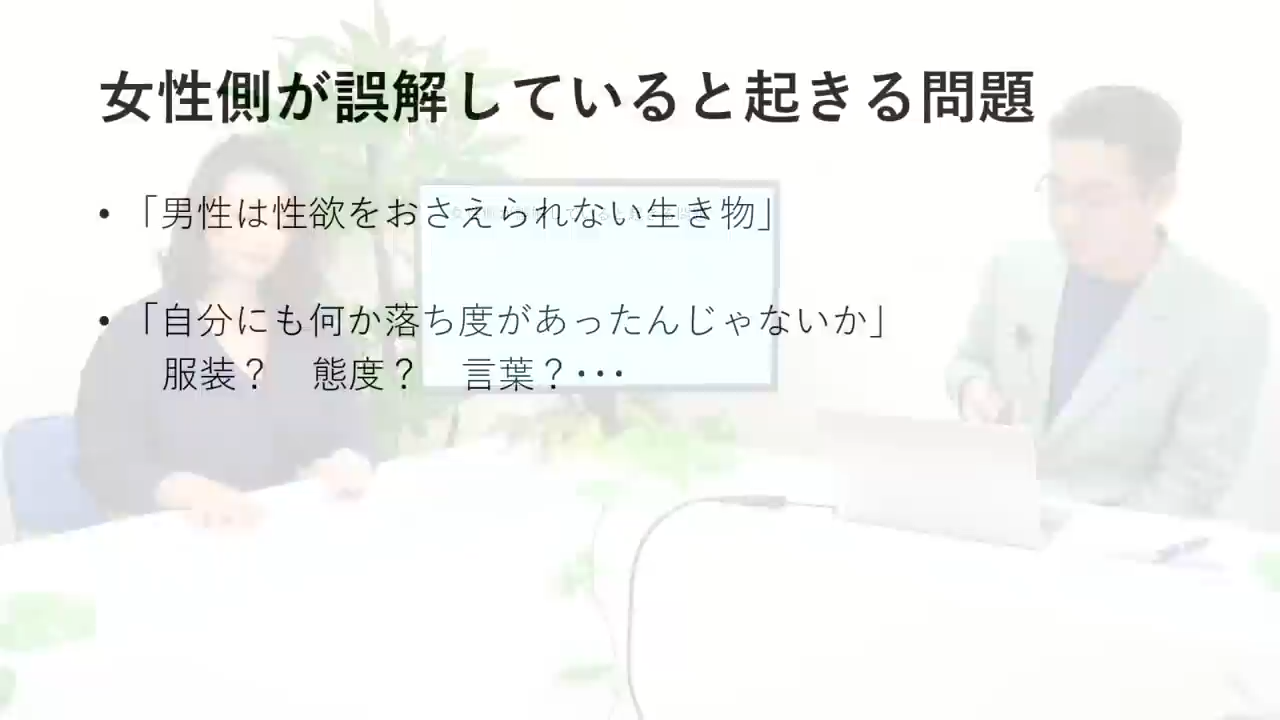 女性側が誤解していると起きる問題
• 「男性は性欲をおさえられない生き物」
• 「自分にも何か落ち度があったんじゃないか」
服装？　態度？　言葉？・・・